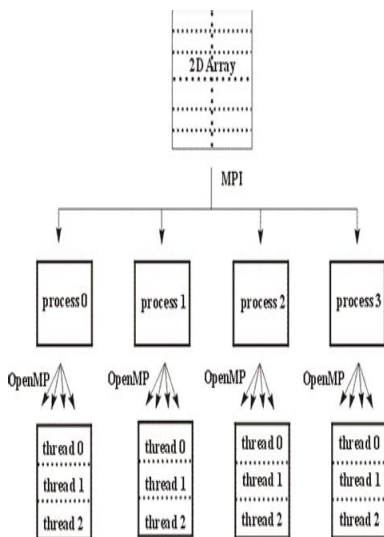 2D Array
MPI
process 0 process 1 process 2 process 3
OpenMP OpenMP OpenMP OpenMP
thread 0 thread 0 thread 0 thread 0
thread 1 thread 1 thread 1 thread 1
thread 2 thread 2 thread 2 thread 2